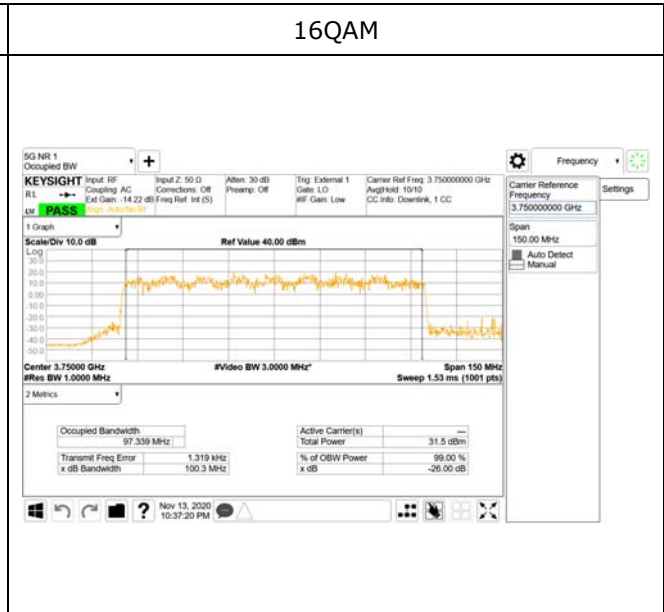 16QAM
5G NR 1
Occupied BW
Frequency
KEYSIGHT Input: RF Input Z: 50 Ω Atten: 30 dB Trig: External 1 Carrier Ref Freq: 3.750000000 GHz
RL Coupling: AC Corrections: Off Preamp: Off Gate: LO Avg|Hold: 10/10
Ext Gain: -14.22 dB Freq Ref: Int (S) #IF Gain: Low CC Info: Downlink, 1 CC
PASS Align: Auto/No RF
Carrier Reference
Frequency
3.750000000 GHz
Settings
Span
150.00 MHz
Auto Detect
Manual
1 Graph
Scale/Div 10.0 dB Ref Value 40.00 dBm
Log
30.0
20.0
10.0
0.00
-10.0
-20.0
-30.0
-40.0
-50.0
Center 3.75000 GHz #Video BW 3.0000 MHz* Span 150 MHz
#Res BW 1.0000 MHz Sweep 1.53 ms (1001 pts)
2 Metrics
Occupied Bandwidth Active Carrier(s) ---
97.339 MHz Total Power 31.5 dBm
Transmit Freq Error 1.319 kHz % of OBW Power 99.00 %
x dB Bandwidth 100.3 MHz x dB -26.00 dB
? Nov 13, 2020
10:37:20 PM